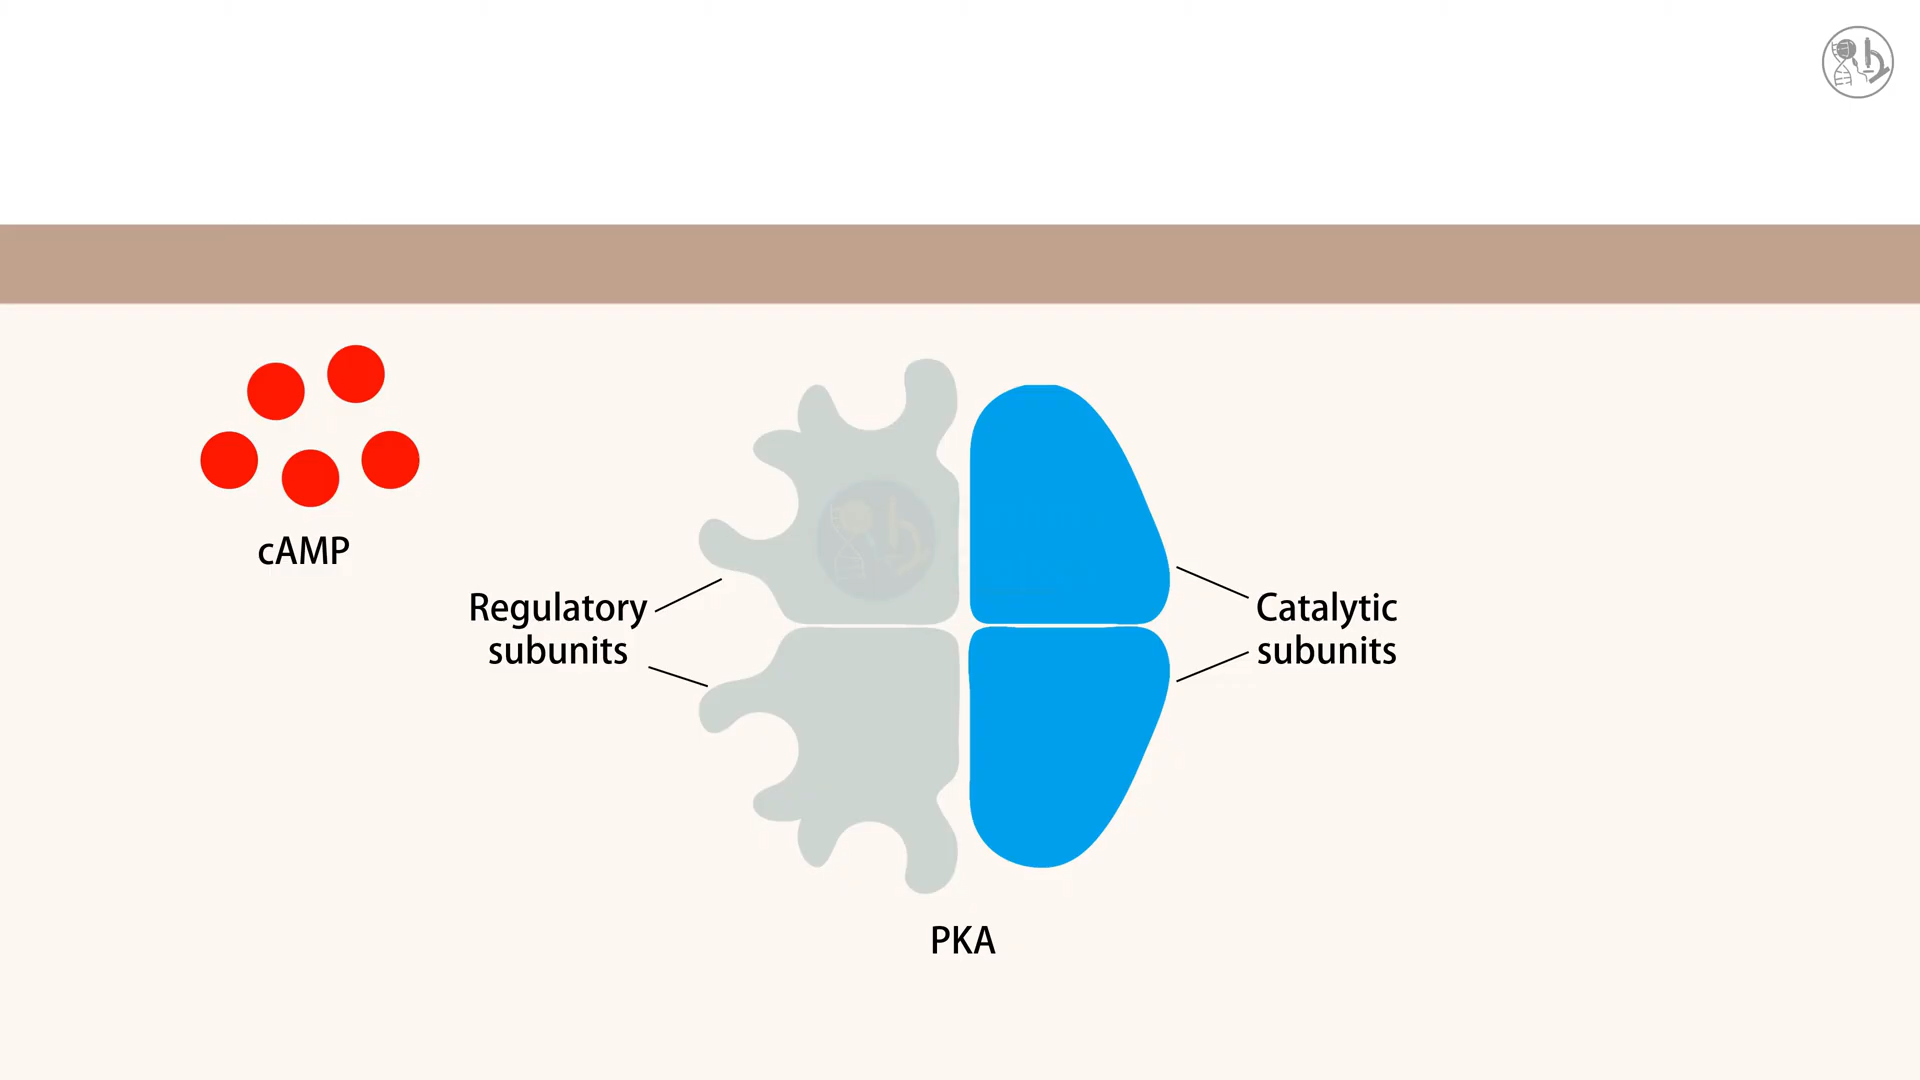 cAMP
Regulatory
subunits
Catalytic
subunits
PKA